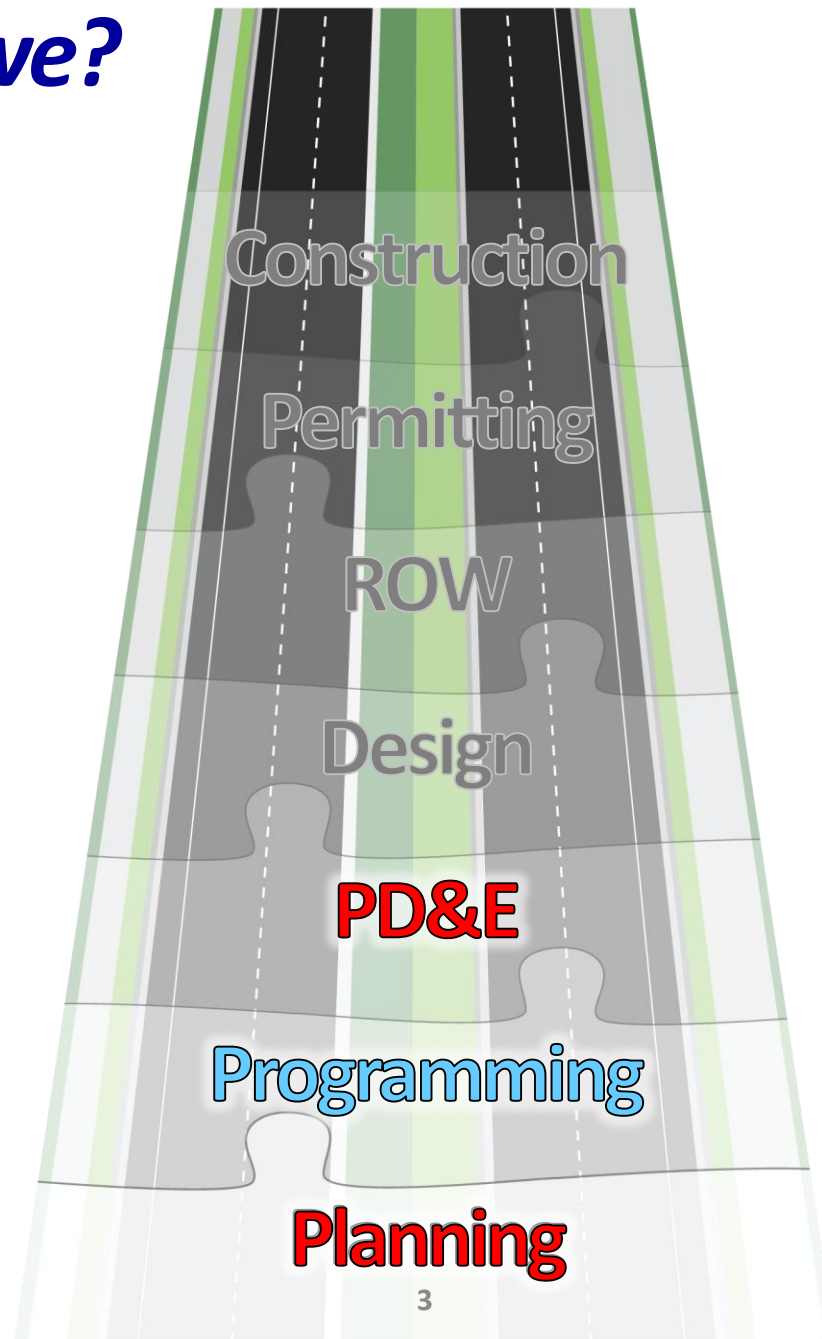 ve?
Construction
Permitting
ROW
Design
PD&E
Programming
Planning
3